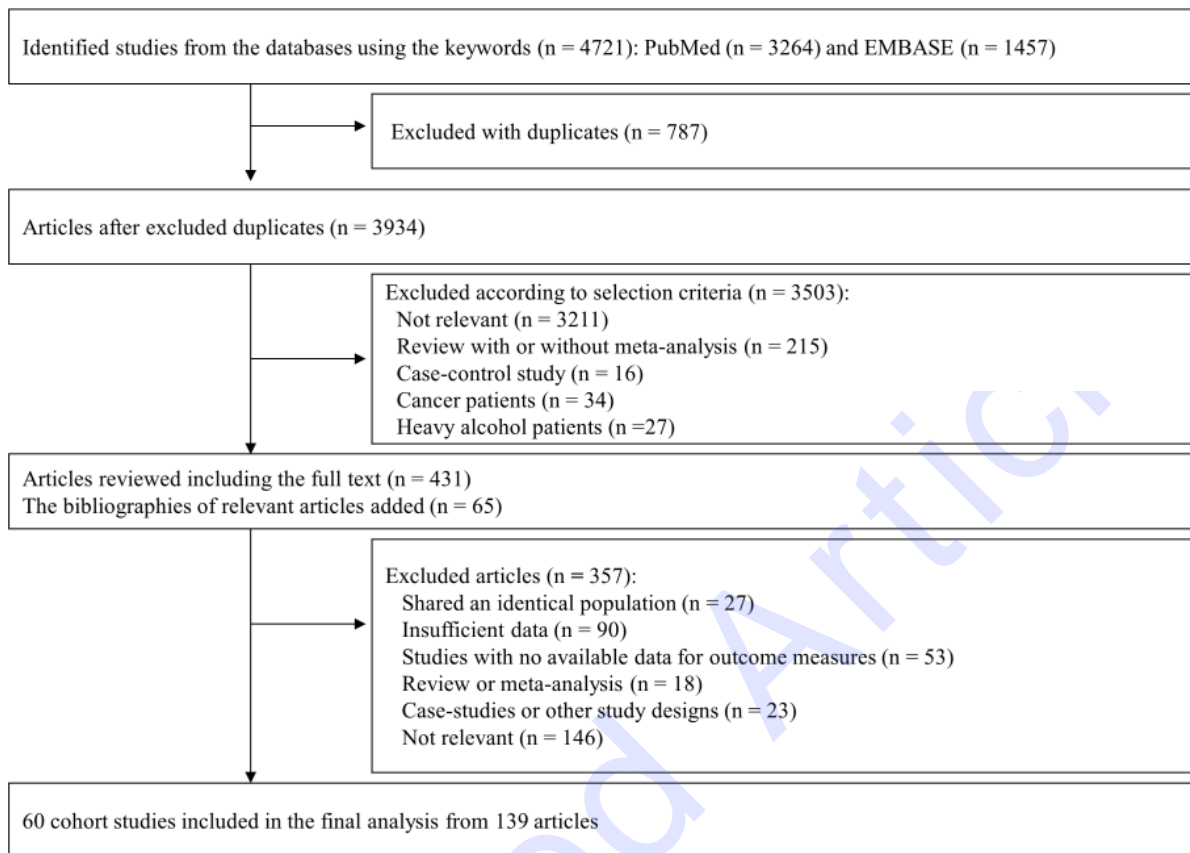 Identified studies from the databases using the keywords (n = 4721): PubMed (n = 3264) and EMBASE (n = 1457)
Excluded with duplicates (n = 787)
Articles after excluded duplicates (n = 3934)
Excluded according to selection criteria (n = 3503):
Not relevant (n = 3211)
Review with or without meta-analysis (n = 215)
Case-control study (n = 16)
Cancer patients (n = 34)
Heavy alcohol patients (n =27)
Articles reviewed including the full text (n = 431)
The bibliographies of relevant articles added (n = 65)
Excluded articles (n = 357):
Shared an identical population (n = 27)
Insufficient data (n = 90)
Studies with no available data for outcome measures (n = 53)
Review or meta-analysis (n = 18)
Case-studies or other study designs (n = 23)
Not relevant (n = 146)
60 cohort studies included in the final analysis from 139 articles